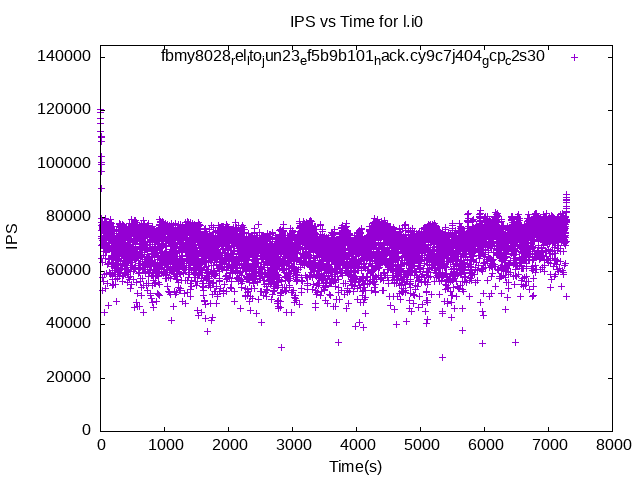 IPS vs Time for l.i0
140000
fbmy8028relltojun23ef5b9b101hack.cy9c7j404gcpc2s30
120000
100000
80000
60000
40000
20000
0
IPS
0 1000 2000 3000 4000 5000 6000 7000 8000
Time(s)